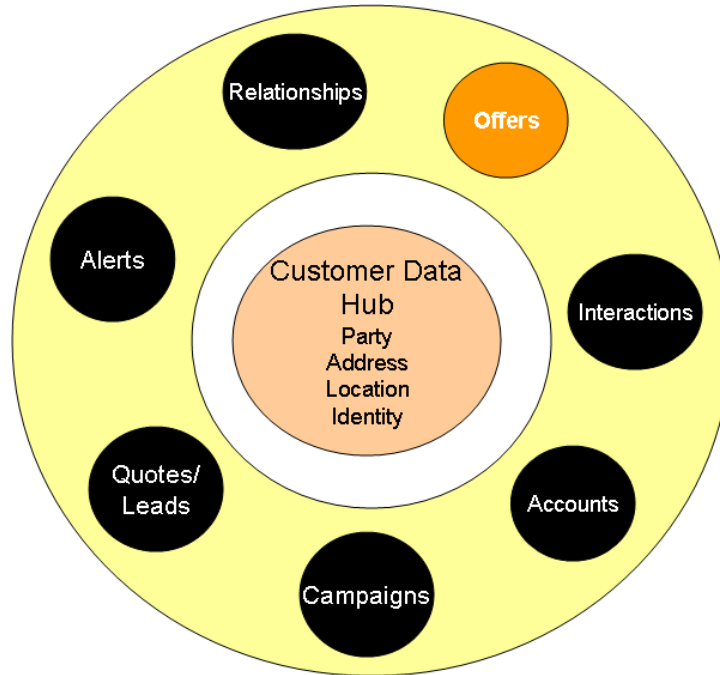 Relationships
Offers
Alerts
Customer Data
Hub
Party
Address
Location
Identity
Interactions
Quotes/
Leads
Accounts
Campaigns